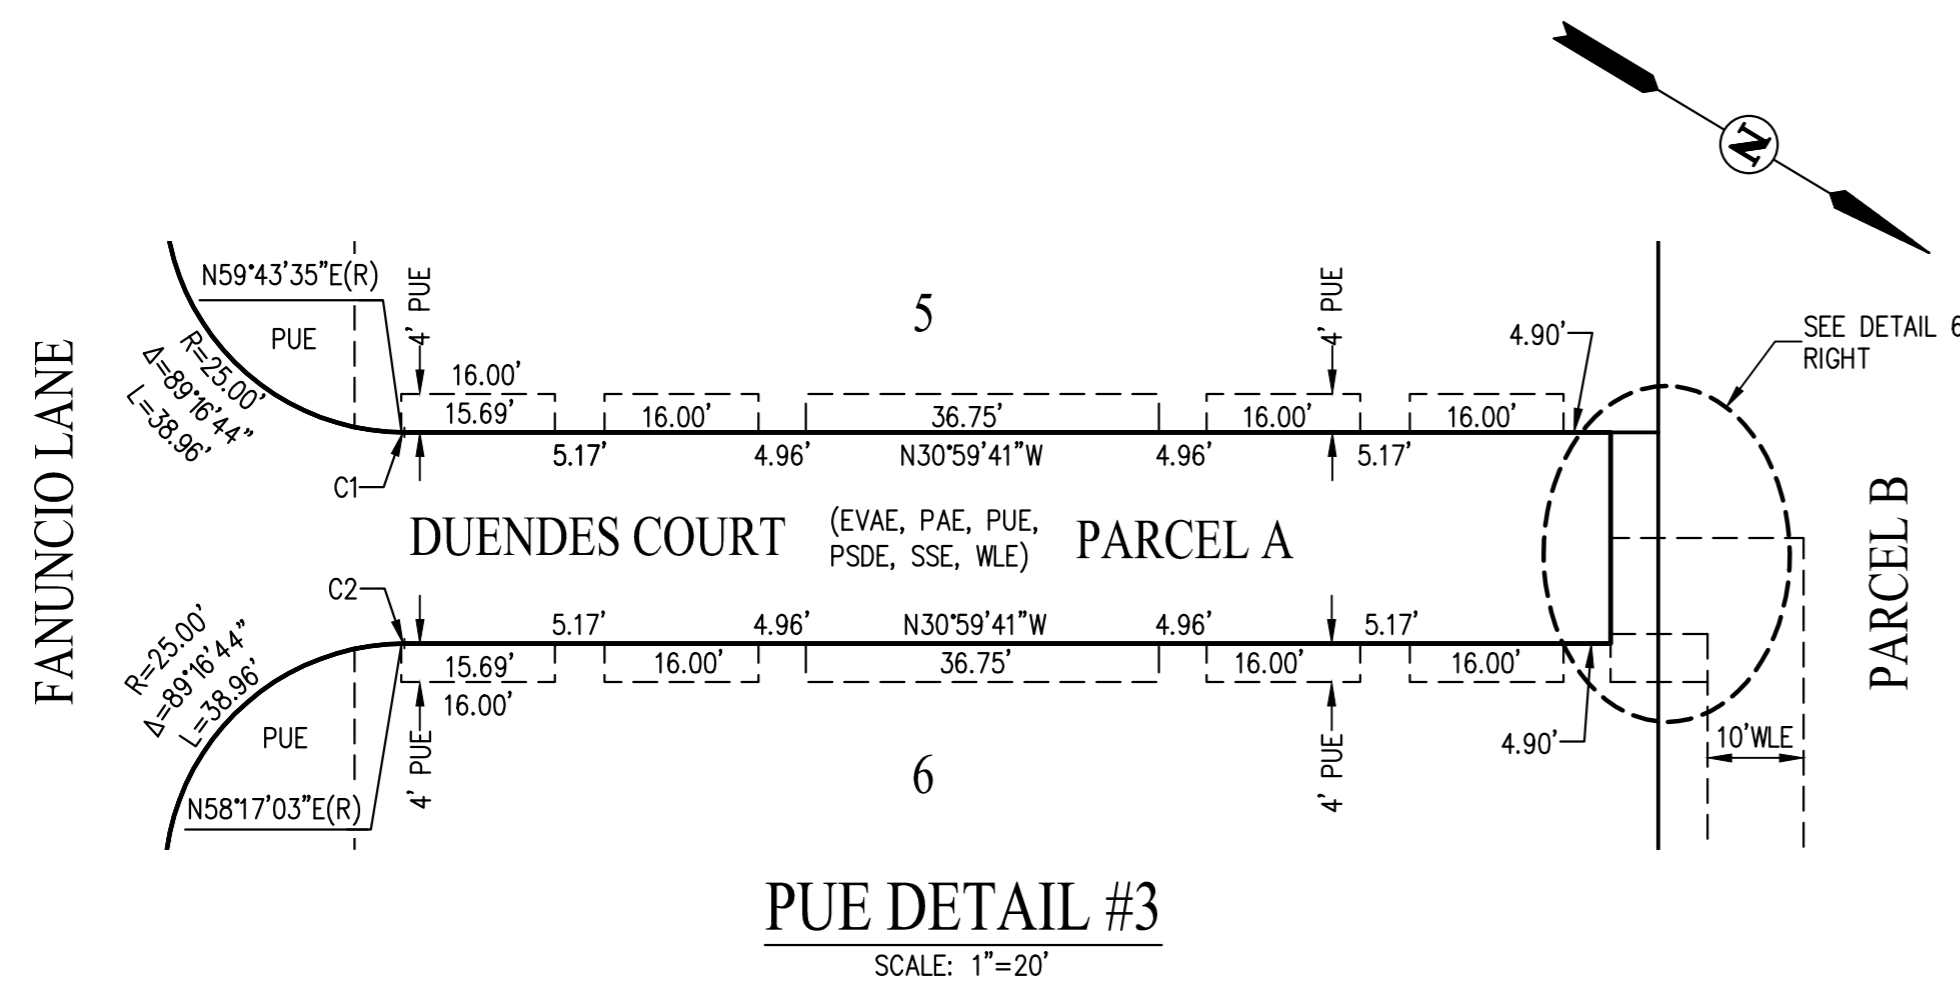 N
N59°43'35"E(R)
PUE
R=25.00'
Δ=89°16'44"
L=38.96'
C1
4' PUE
5
4' PUE
4.90'
SEE DETAIL 6
RIGHT
16.00'
15.69'
16.00'
36.75'
16.00'
16.00'
5.17'
4.96'
N30°59'41"W
4.96'
5.17'
FANUNCIO LANE
DUENDES COURT
(EVAE, PAE, PUE,
PSDE, SSE, WLE)
PARCEL A
PARCEL B
C2
5.17'
4.96'
N30°59'41"W
4.96'
5.17'
15.69'
16.00'
36.75'
16.00'
16.00'
16.00'
R=25.00'
Δ=89°16'44"
L=38.96'
PUE
N58°17'03"E(R)
4' PUE
6
4' PUE
4.90'
10'WLE
PUE DETAIL #3
SCALE: 1"=20'